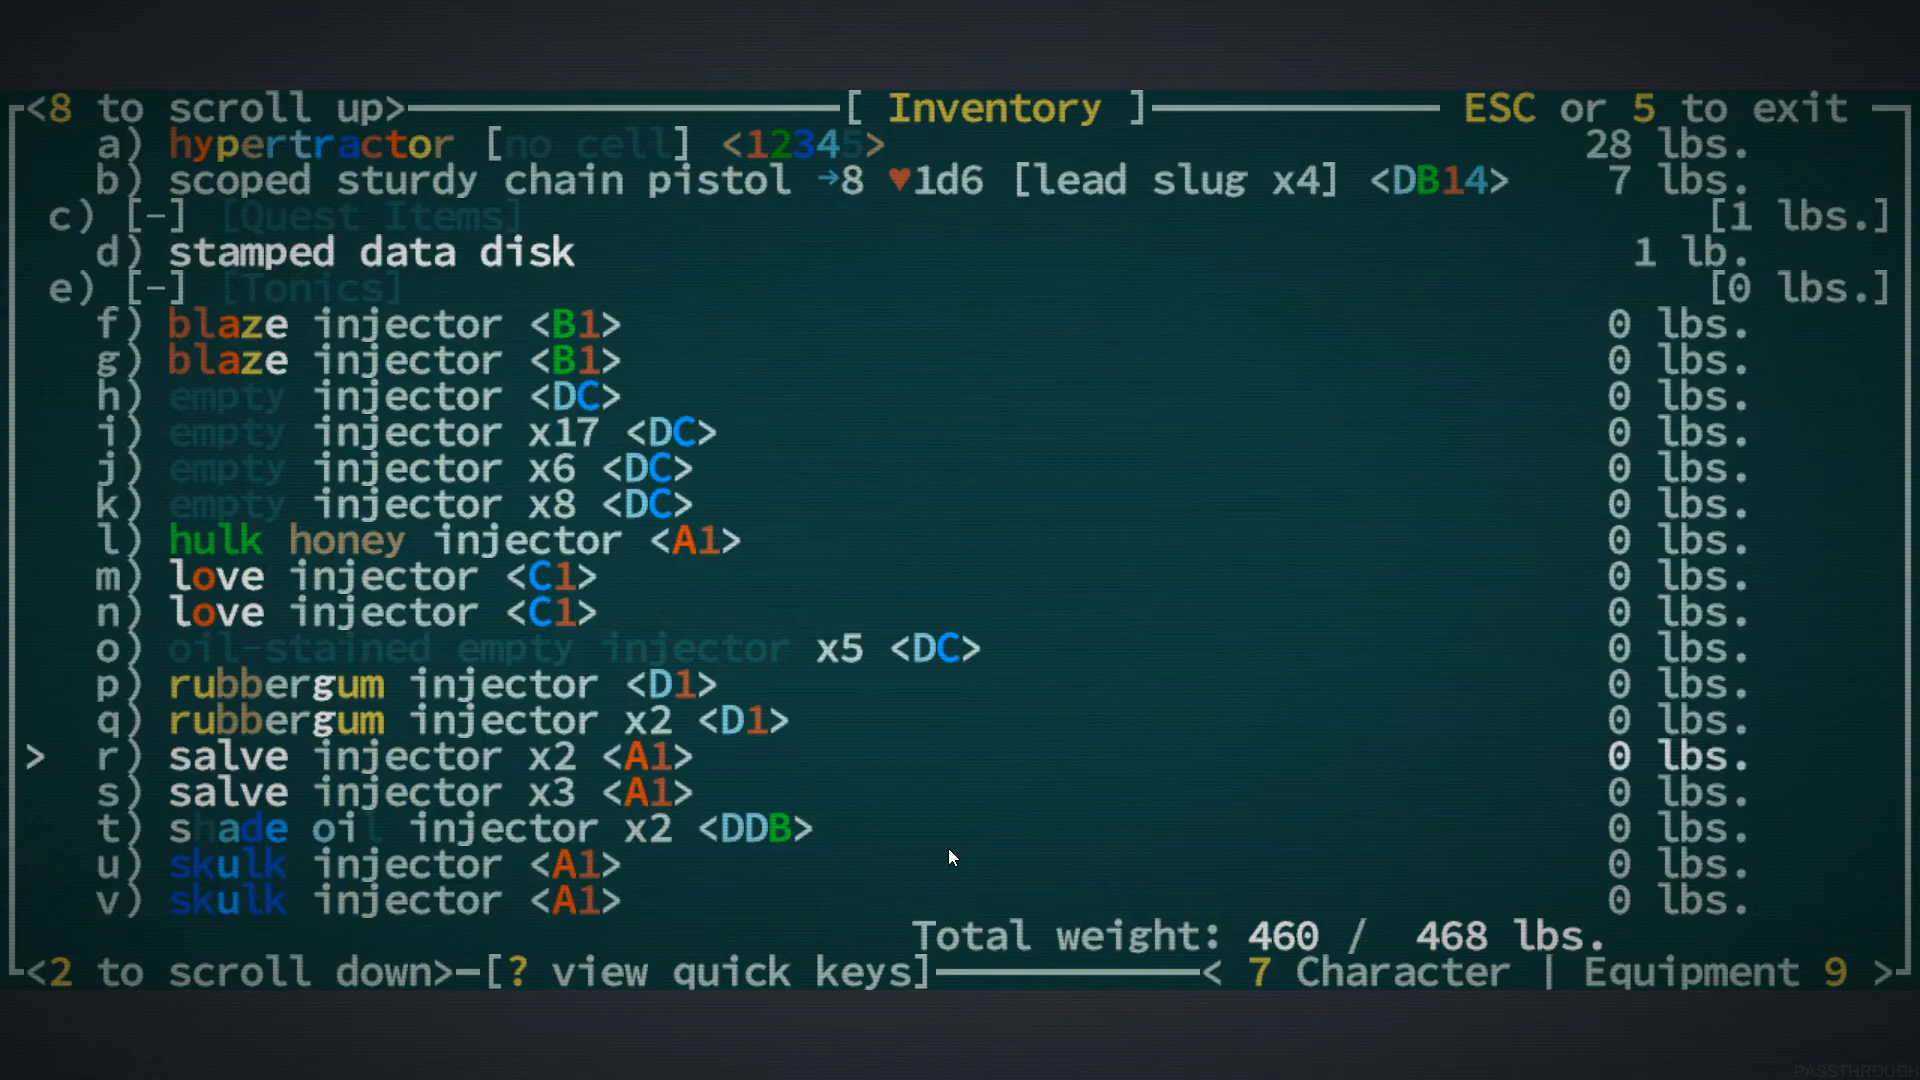 <8 to scroll up> [ Inventory ] ESC or 5 to exit
a) hypertractor [no cell] <12345> 28 lbs.
b) scoped sturdy chain pistol →8 ♥1d6 [lead slug x4] <DB14> 7 lbs.
c) [-] [Quest Items] [1 lbs.]
d) stamped data disk 1 lb.
e) [-] [Tonics] [0 lbs.]
f) blaze injector <B1> 0 lbs.
g) blaze injector <B1> 0 lbs.
h) empty injector <DC> 0 lbs.
i) empty injector x17 <DC> 0 lbs.
j) empty injector x6 <DC> 0 lbs.
k) empty injector x8 <DC> 0 lbs.
l) hulk honey injector <A1> 0 lbs.
m) love injector <C1> 0 lbs.
n) love injector <C1> 0 lbs.
o) oil-stained empty injector x5 <DC> 0 lbs.
p) rubbergum injector <D1> 0 lbs.
q) rubbergum injector x2 <D1> 0 lbs.
> r) salve injector x2 <A1> 0 lbs.
s) salve injector x3 <A1> 0 lbs.
t) shade oil injector x2 <DDB> 0 lbs.
u) skulk injector <A1> 0 lbs.
v) skulk injector <A1> 0 lbs.
Total weight: 460 / 468 lbs.
<2 to scroll down> [? view quick keys] < 7 Character | Equipment 9 >
PASSTHROUGH